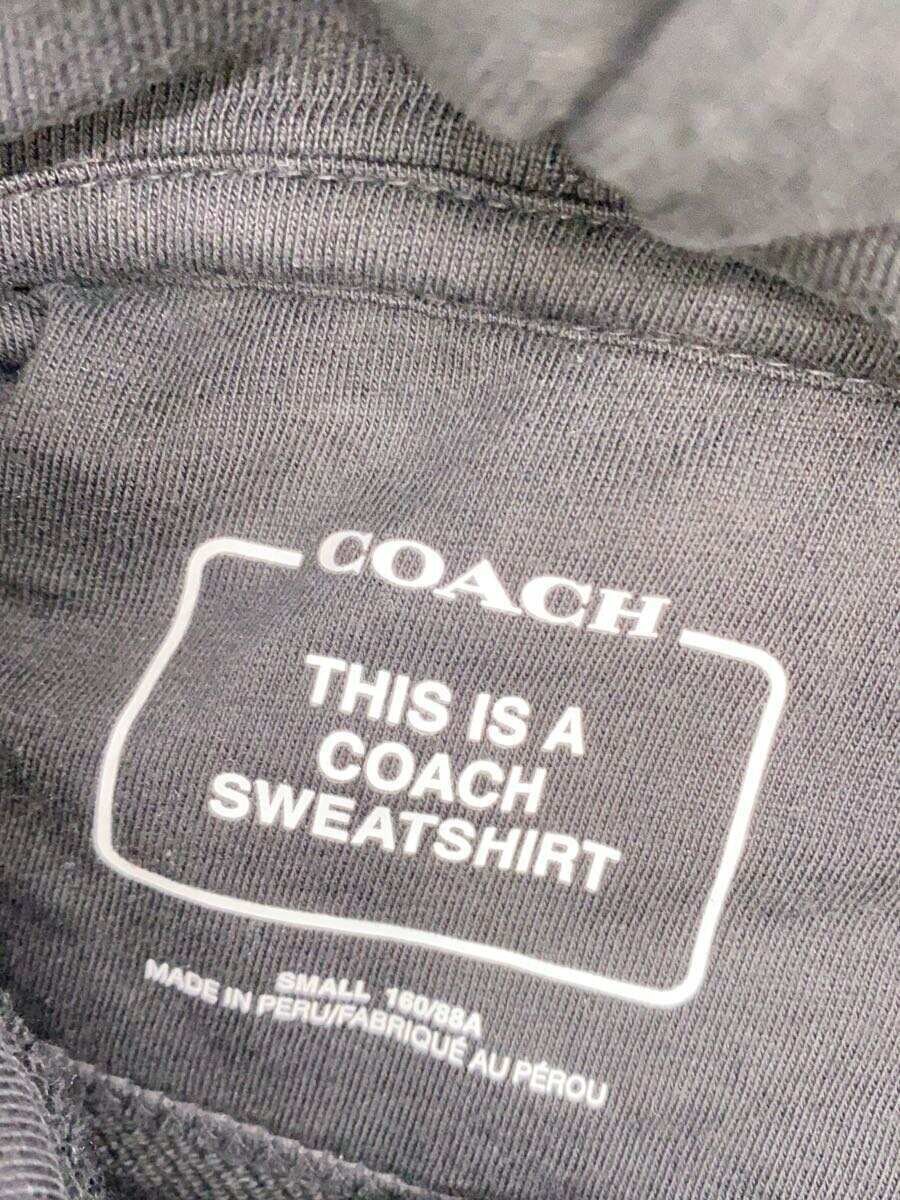 COACH
THIS IS A
COACH
SWEATSHIRT
SMALL 160/88A
MADE IN PERU/FABRIQUÉ AU PÉROU